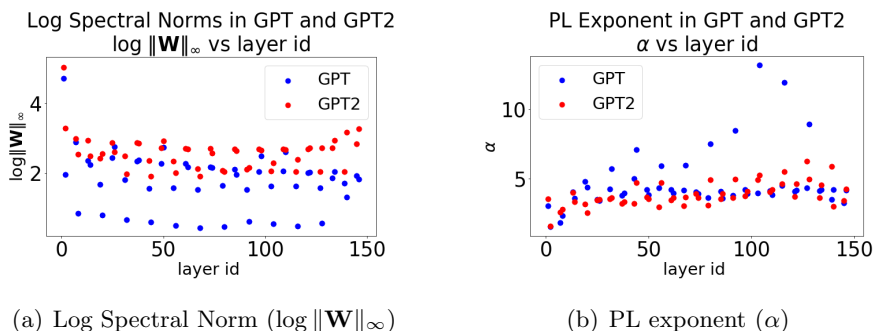 Log Spectral Norms in GPT and GPT2
log ‖W‖∞ vs layer id
GPT
GPT2
4
2
log‖W‖∞
0
50
100
150
layer id
(a) Log Spectral Norm (log ‖W‖∞)
PL Exponent in GPT and GPT2
α vs layer id
GPT
GPT2
10
5
α
0
50
100
150
layer id
(b) PL exponent (α)